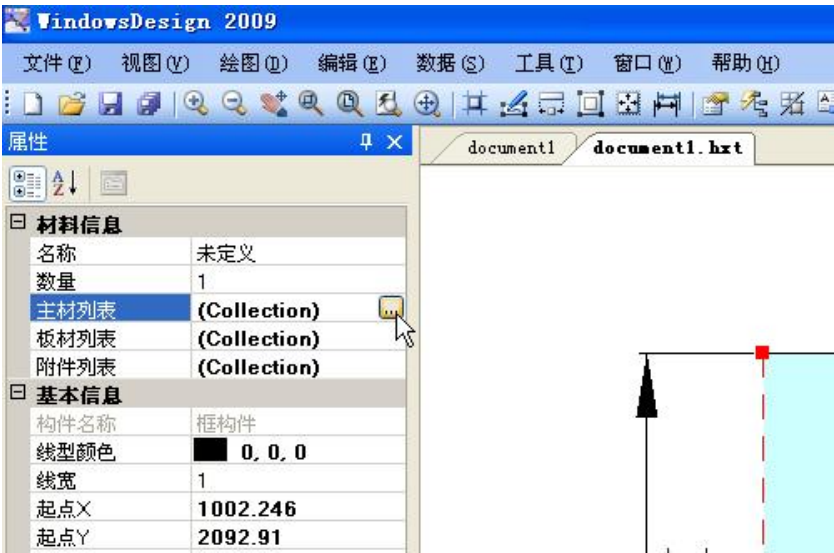 WindowsDesign 2009
文件(F) 视图(V) 绘图(D) 编辑(E) 数据(S) 工具(T) 窗口(W) 帮助(H)
属性
document1 document1.hxt
材料信息
名称 未定义
数量 1
主材列表 (Collection) ...
板材列表 (Collection)
附件列表 (Collection)
基本信息
构件名称 框构件
线型颜色 0, 0, 0
线宽 1
起点X 1002.246
起点Y 2092.91